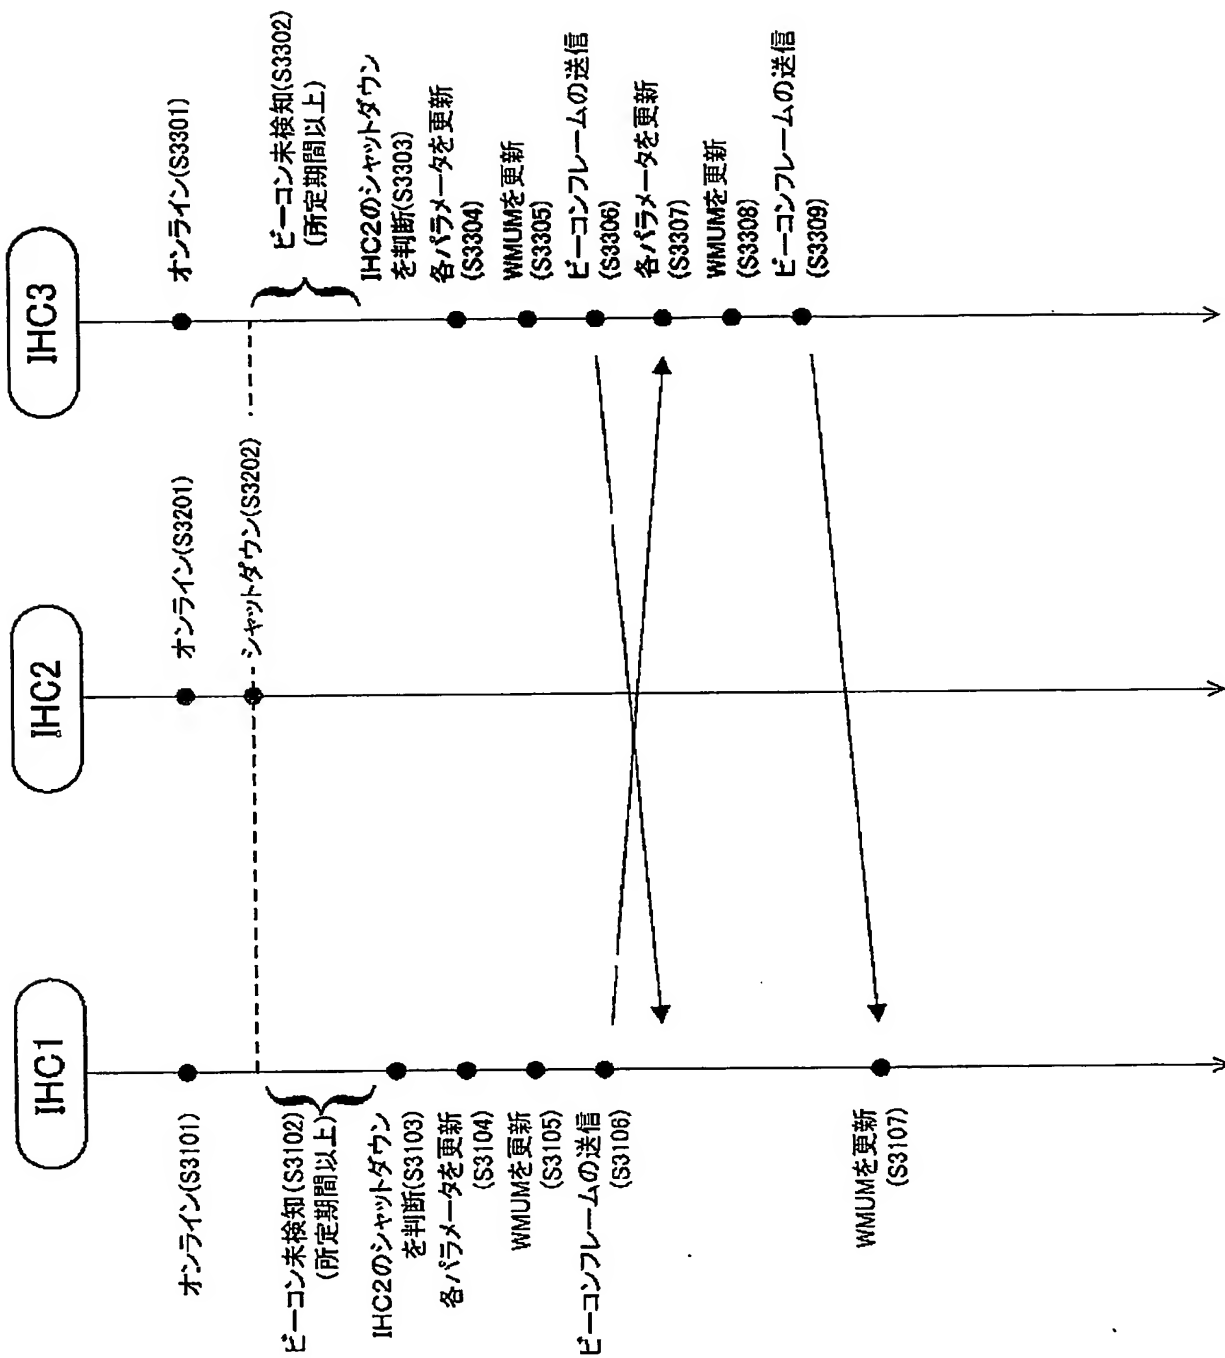 IHC1
IHC2
IHC3
オンライン(S3101)
ビーコン未検知(S3102)
(所定期間以上)
IHC2のシャットダウン
を判断(S3103)
各パラメータを更新
(S3104)
WMUMを更新
(S3105)
ビーコンフレームの送信
(S3106)
WMUMを更新
(S3107)
オンライン(S3201)
シャットダウン(S3202)
オンライン(S3301)
ビーコン未検知(S3302)
(所定期間以上)
IHC2のシャットダウン
を判断(S3303)
各パラメータを更新
(S3304)
WMUMを更新
(S3305)
ビーコンフレームの送信
(S3306)
各パラメータを更新
(S3307)
WMUMを更新
(S3308)
ビーコンフレームの送信
(S3309)